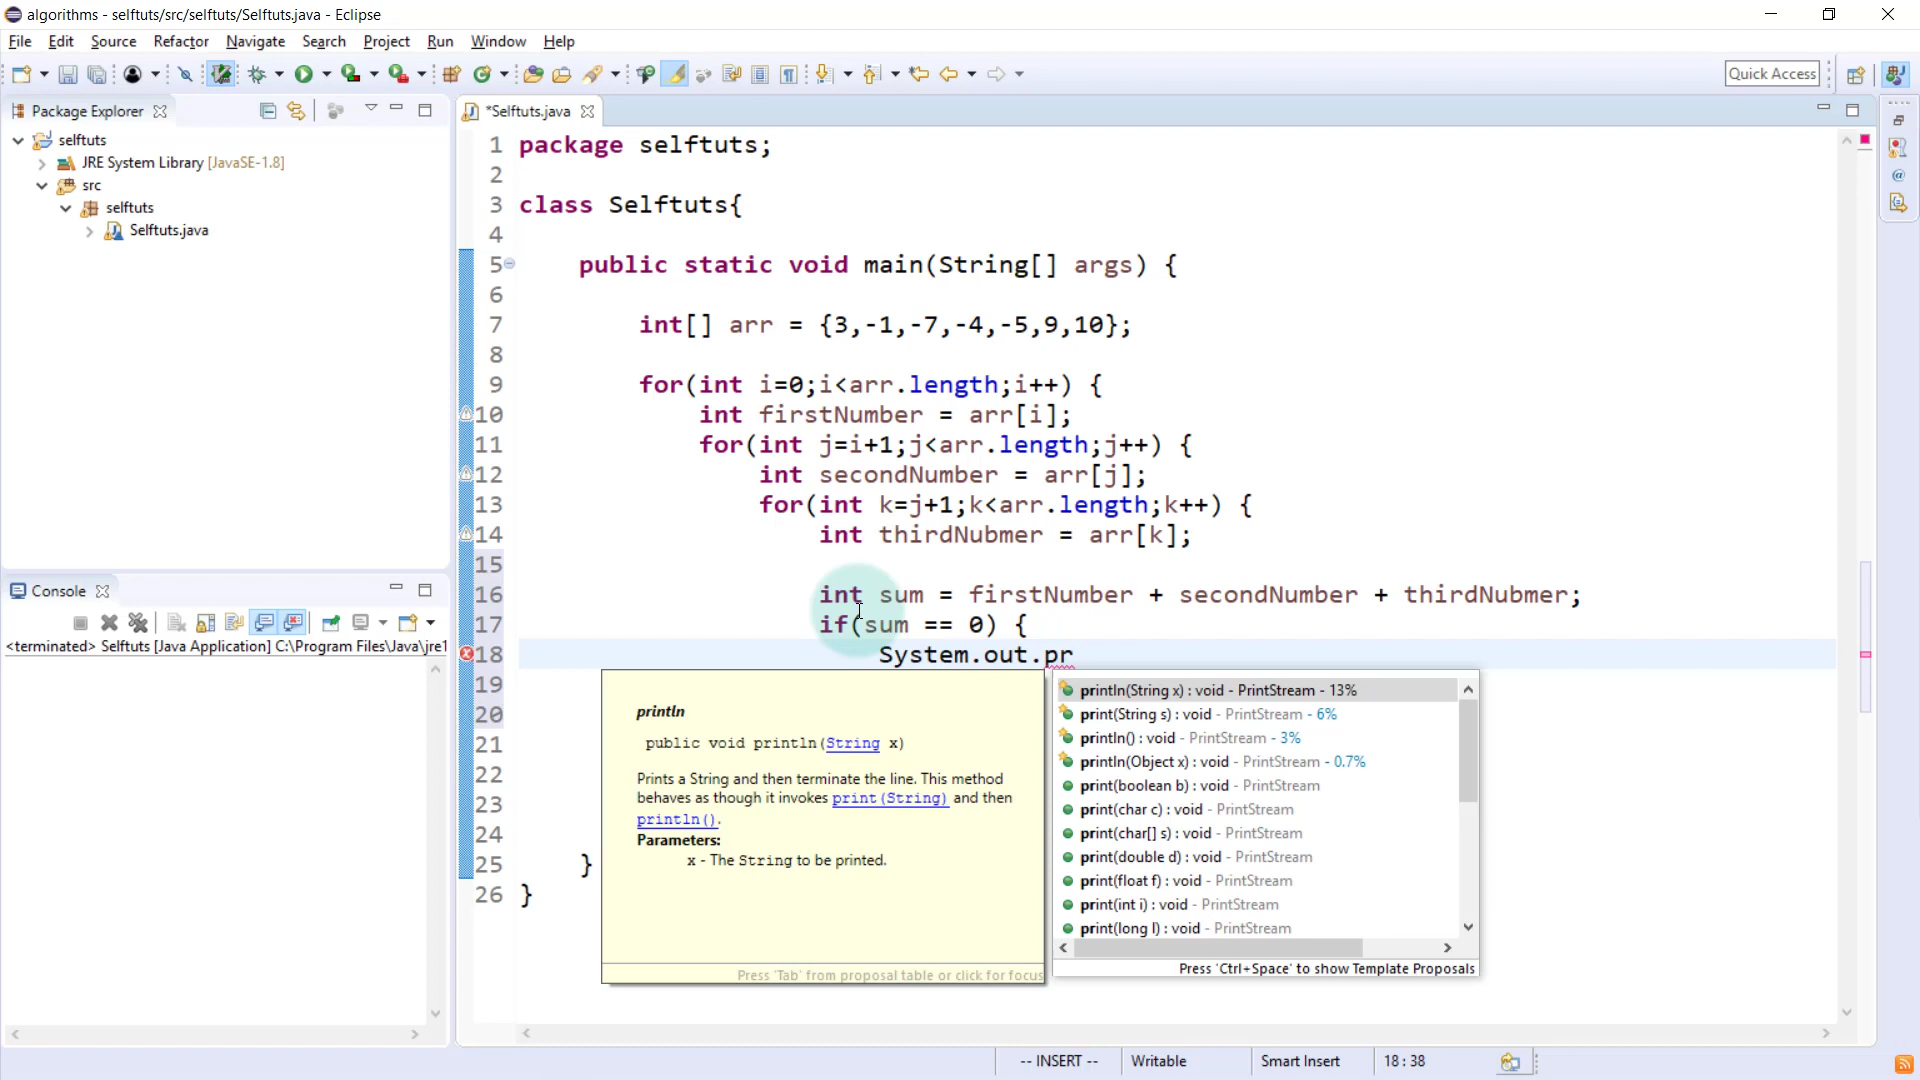 algorithms - selftuts/src/selftuts/Selftuts.java - Eclipse
File Edit Source Refactor Navigate Search Project Run Window Help
Quick Access
Package Explorer
*Selftuts.java
selftuts
JRE System Library [JavaSE-1.8]
src
selftuts
Selftuts.java
1 package selftuts;
2
3 class Selftuts{
4
5 public static void main(String[] args) {
6
7 int[] arr = {3,-1,-7,-4,-5,9,10};
8
9 for(int i=0;i<arr.length;i++) {
10 int firstNumber = arr[i];
11 for(int j=i+1;j<arr.length;j++) {
12 int secondNumber = arr[j];
13 for(int k=j+1;k<arr.length;k++) {
14 int thirdNubmer = arr[k];
15
16 int sum = firstNumber + secondNumber + thirdNubmer;
17 if(sum == 0) {
18 System.out.pr
19
20
21
22
23
24
25 }
26 }
println
public void println(String x)
Prints a String and then terminate the line. This method
behaves as though it invokes print(String) and then
println().
Parameters:
x - The String to be printed.
Press 'Tab' from proposal table or click for focus
println(String x) : void - PrintStream - 13%
print(String s) : void - PrintStream - 6%
println() : void - PrintStream - 3%
println(Object x) : void - PrintStream - 0.7%
print(boolean b) : void - PrintStream
print(char c) : void - PrintStream
print(char[] s) : void - PrintStream
print(double d) : void - PrintStream
print(float f) : void - PrintStream
print(int i) : void - PrintStream
print(long l) : void - PrintStream
Press 'Ctrl+Space' to show Template Proposals
Console
<terminated> Selftuts [Java Application] C:\Program Files\Java\jre1
-- INSERT -- Writable Smart Insert 18 : 38